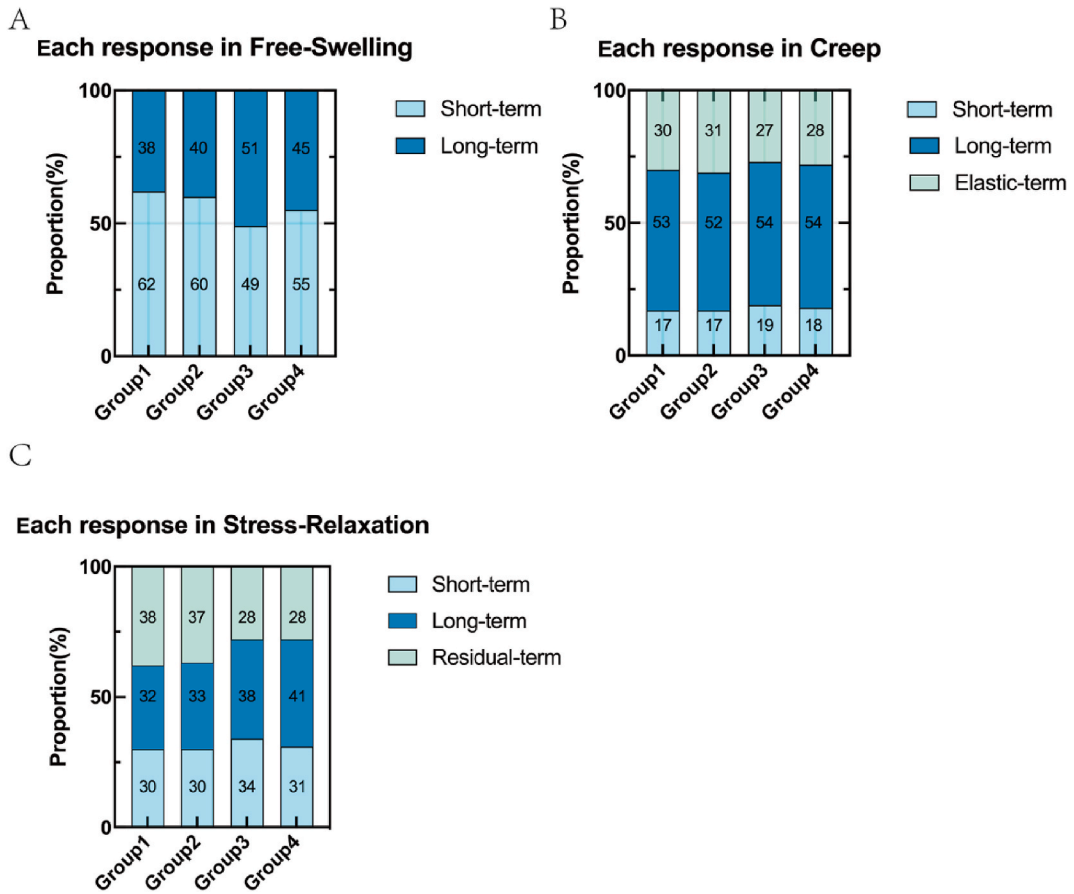 A
Each response in Free-Swelling
Short-term
Long-term
Proportion(%)
100
50
0
38 40 51 45
62 60 49 55
Group1 Group2 Group3 Group4
B
Each response in Creep
Short-term
Long-term
Elastic-term
Proportion(%)
100
50
0
30 31 27 28
53 52 54 54
17 17 19 18
Group1 Group2 Group3 Group4
C
Each response in Stress-Relaxation
Short-term
Long-term
Residual-term
Proportion(%)
100
50
0
38 37 28 28
32 33 38 41
30 30 34 31
Group1 Group2 Group3 Group4